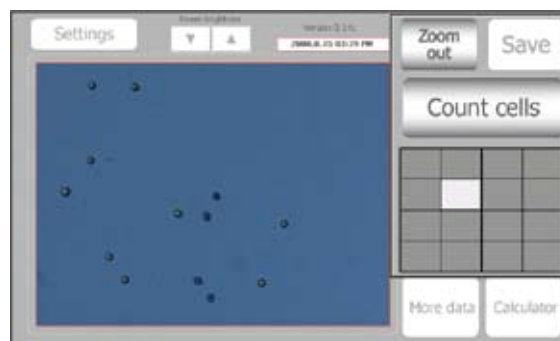 Settings
Zoom out
Save
Count cells
More data
Calculator